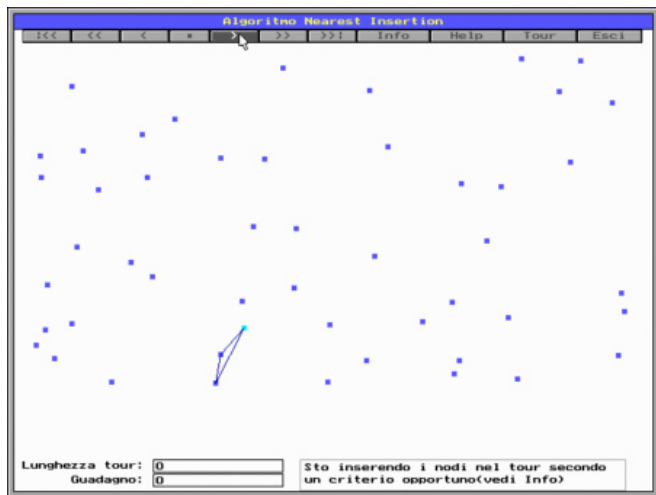 Algoritmo Nearest Insertion
:<< << < ▪ > >> >>: Info Help Tour Esci
Lunghezza tour: 0
Guadagno: 0
Sto inserendo i nodi nel tour secondo
un criterio opportuno(vedi Info)